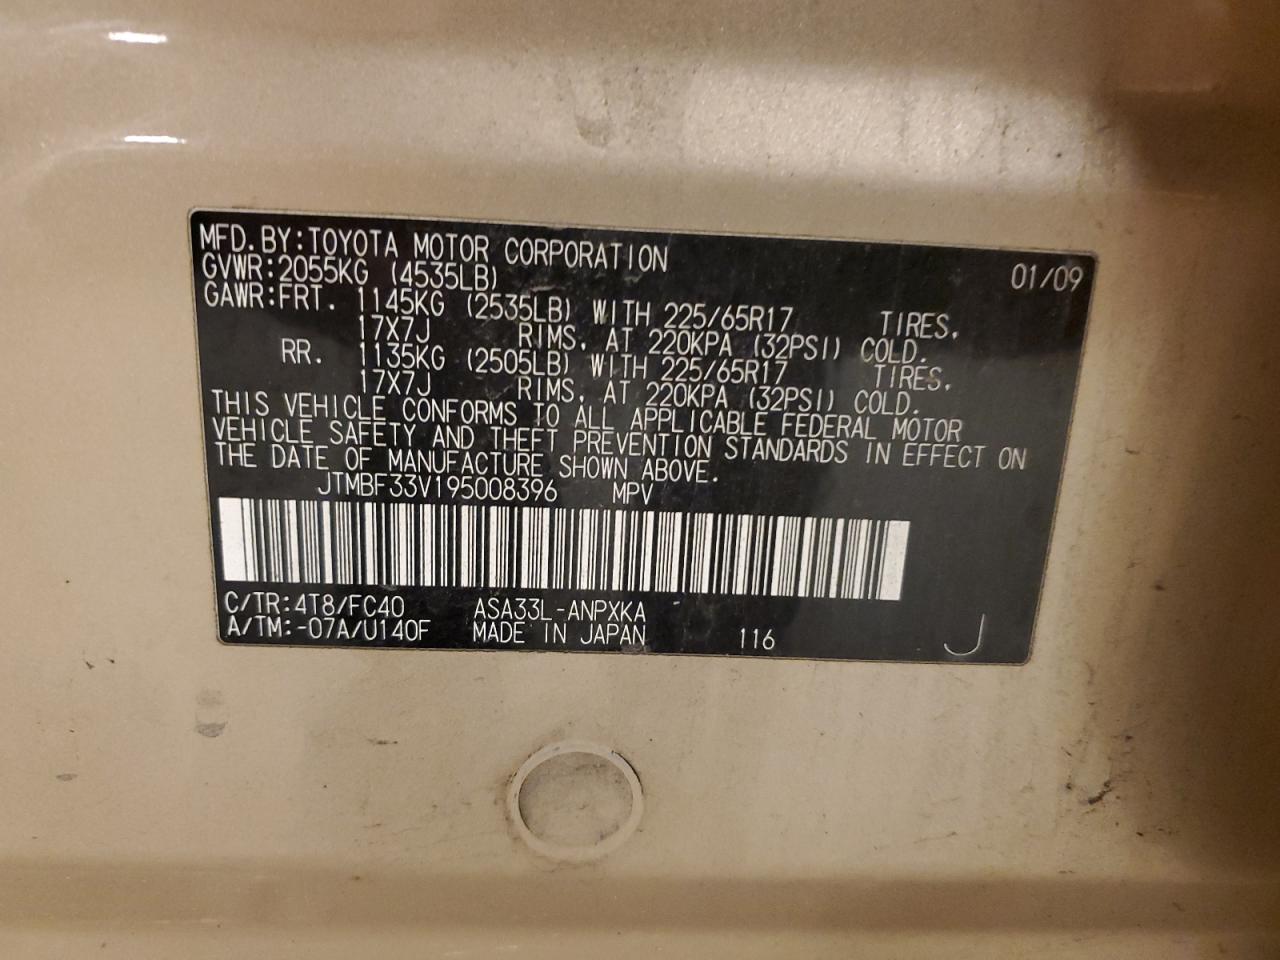 MFD. BY: TOYOTA MOTOR CORPORATION 01/09
GVWR: 2055KG (4535LB)
GAWR: FRT. 1145KG (2535LB) WITH 225/65R17 TIRES,
17X7J RIMS, AT 220KPA (32PSI) COLD.
RR. 1135KG (2505LB) WITH 225/65R17 TIRES,
17X7J RIMS, AT 220KPA (32PSI) COLD.
THIS VEHICLE CONFORMS TO ALL APPLICABLE FEDERAL MOTOR
VEHICLE SAFETY AND THEFT PREVENTION STANDARDS IN EFFECT ON
THE DATE OF MANUFACTURE SHOWN ABOVE.
JTMBF33V195008396 MPV
C/TR: 4T8/FC40 ASA33L-ANPXKA
A/TM: -07A/U140F MADE IN JAPAN 116 J